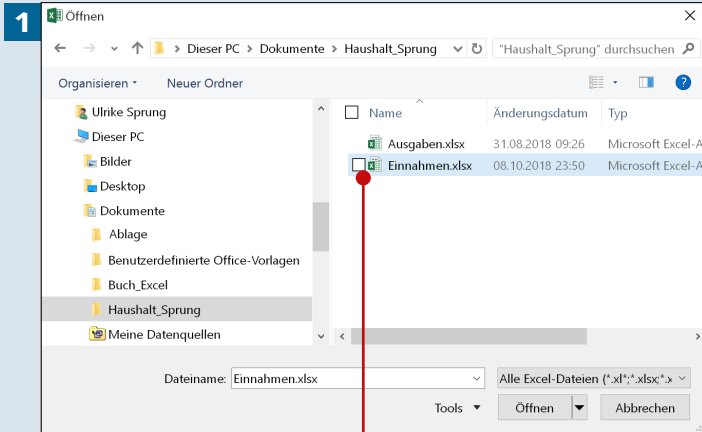 1
Öffnen
Dieser PC > Dokumente > Haushalt_Sprung
"Haushalt_Sprung" durchsuchen
Organisieren
Neuer Ordner
?
Ulrike Sprung
Dieser PC
Bilder
Desktop
Dokumente
Ablage
Benutzerdefinierte Office-Vorlagen
Buch_Excel
Haushalt_Sprung
Meine Datenquellen
Name Änderungsdatum Typ
Ausgaben.xlsx 31.08.2018 09:26 Microsoft Excel-A
Einnahmen.xlsx 08.10.2018 23:50 Microsoft Excel-A
Dateiname: Einnahmen.xlsx
Alle Excel-Dateien (*.xl*;*.xlsx;*.x
Tools Öffnen Abbrechen